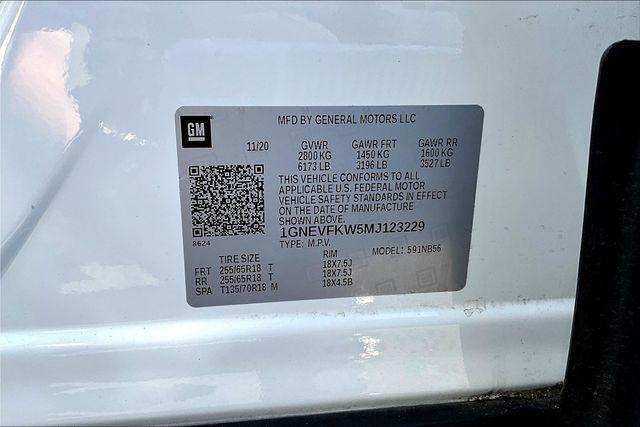 GM
MFD BY GENERAL MOTORS LLC
11/20 GVWR GAWR FRT GAWR RR
2800 KG 1450 KG 1600 KG
6173 LB 3196 LB 3527 LB
THIS VEHICLE CONFORMS TO ALL
APPLICABLE U.S. FEDERAL MOTOR
VEHICLE SAFETY STANDARDS IN EFFECT
ON THE DATE OF MANUFACTURE
SHOWN ABOVE.
1GNEVFKW5MJ123229
8624
TYPE: M.P.V. MODEL: 591NB56
TIRE SIZE RIM
FRT 255/65R18 T 18X7.5J
RR 255/65R18 T 18X7.5J
SPA T135/70R18 M 18X4.5B